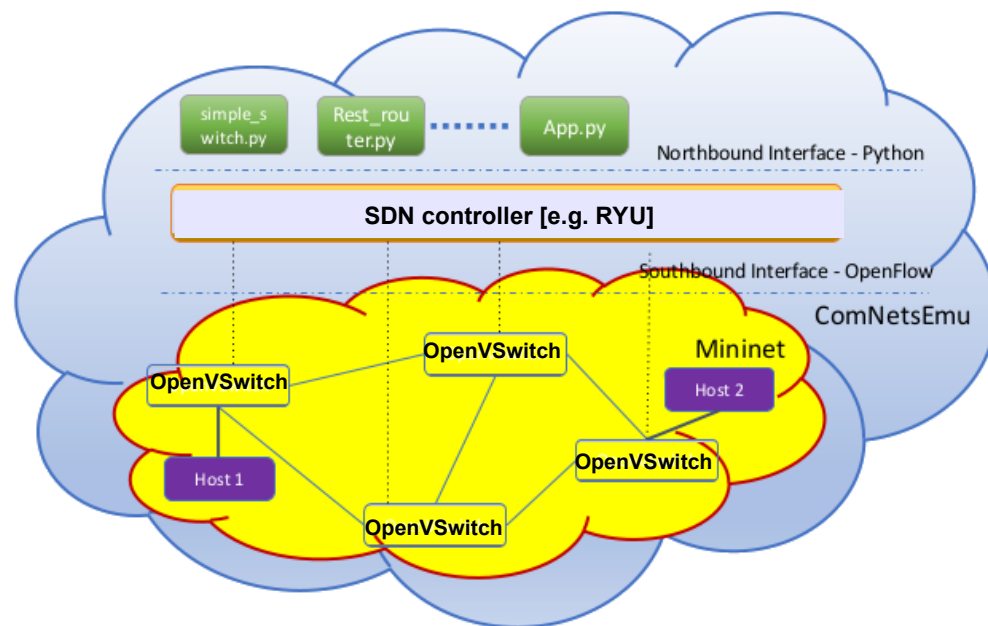 simple_s
witch.py
Rest_rou
ter.py
App.py
Northbound Interface - Python
SDN controller [e.g. RYU]
Southbound Interface - OpenFlow
ComNetsEmu
Mininet
OpenVSwitch
OpenVSwitch
Host 2
OpenVSwitch
Host 1
OpenVSwitch